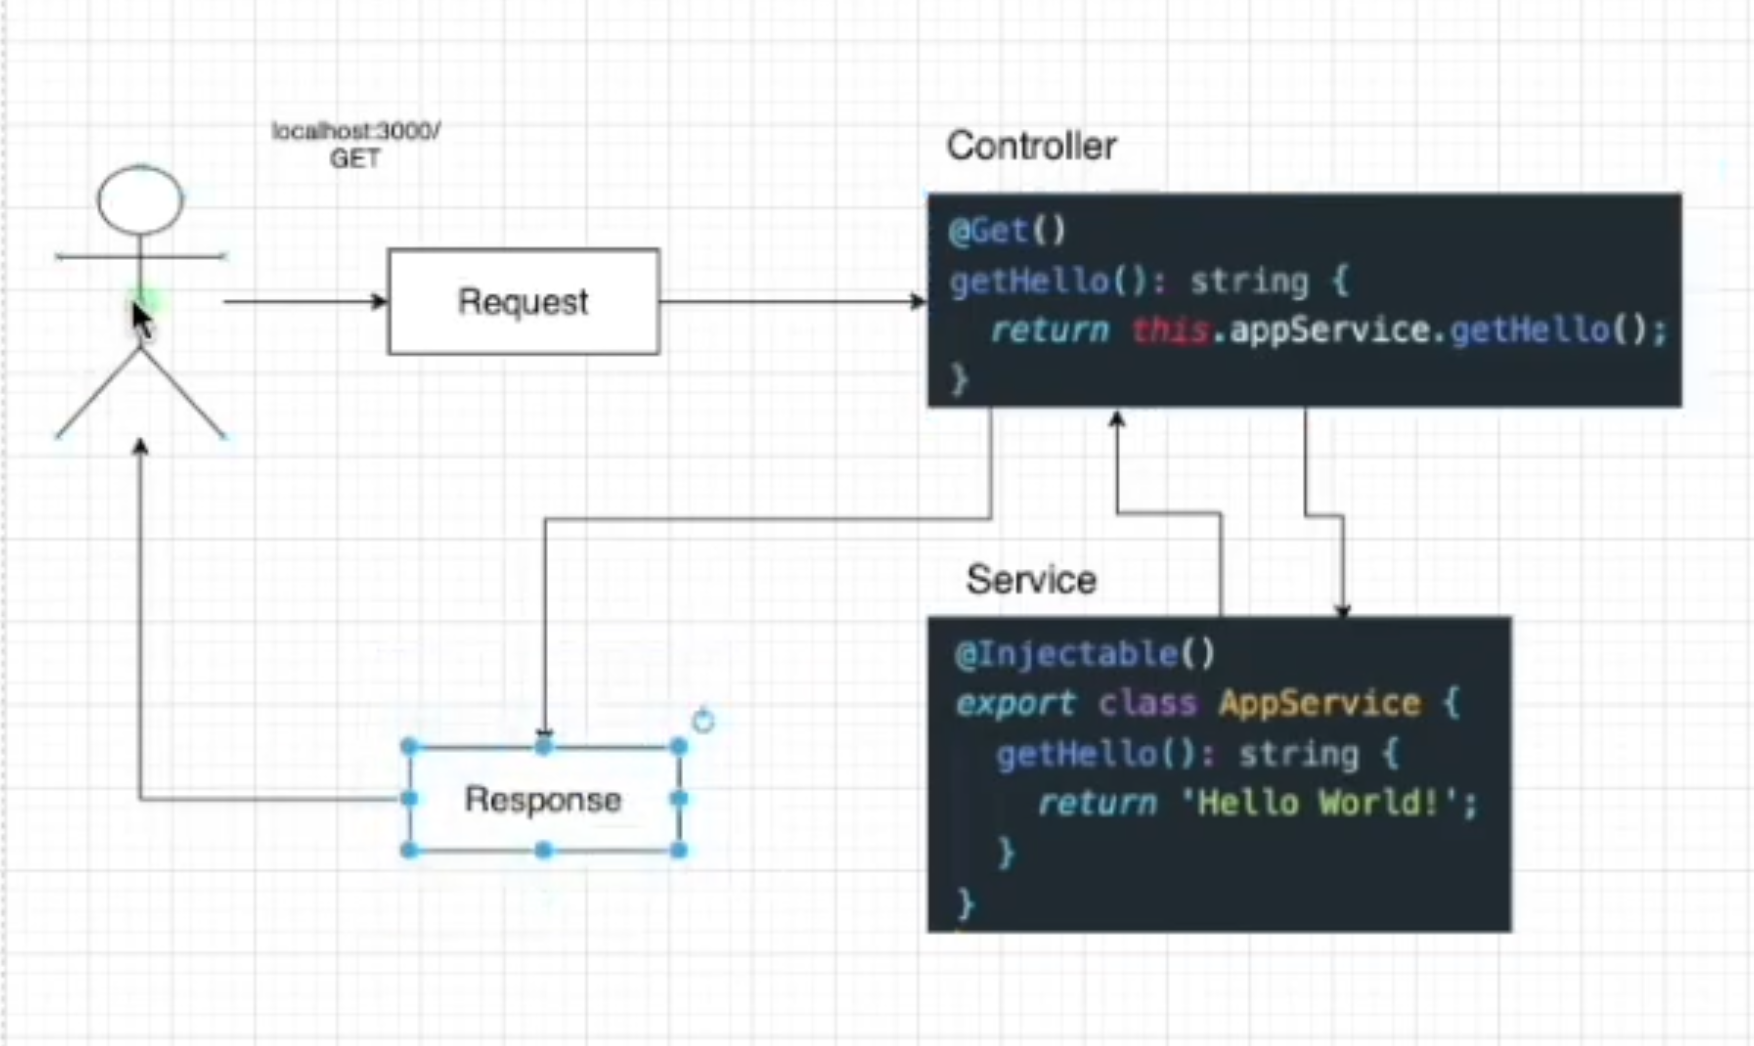 localhost:3000/
GET
Controller
@Get()
getHello(): string {
return this.appService.getHello();
}
Request
Service
@Injectable()
export class AppService {
getHello(): string {
return 'Hello World!';
}
}
Response